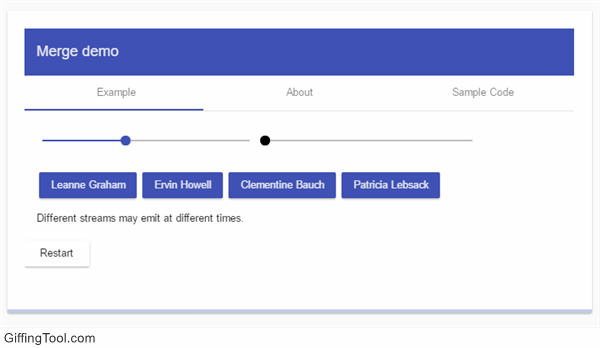 Merge demo
Example About Sample Code
Leanne Graham Ervin Howell Clementine Bauch Patricia Lebsack
Different streams may emit at different times.
Restart
GiffingTool.com